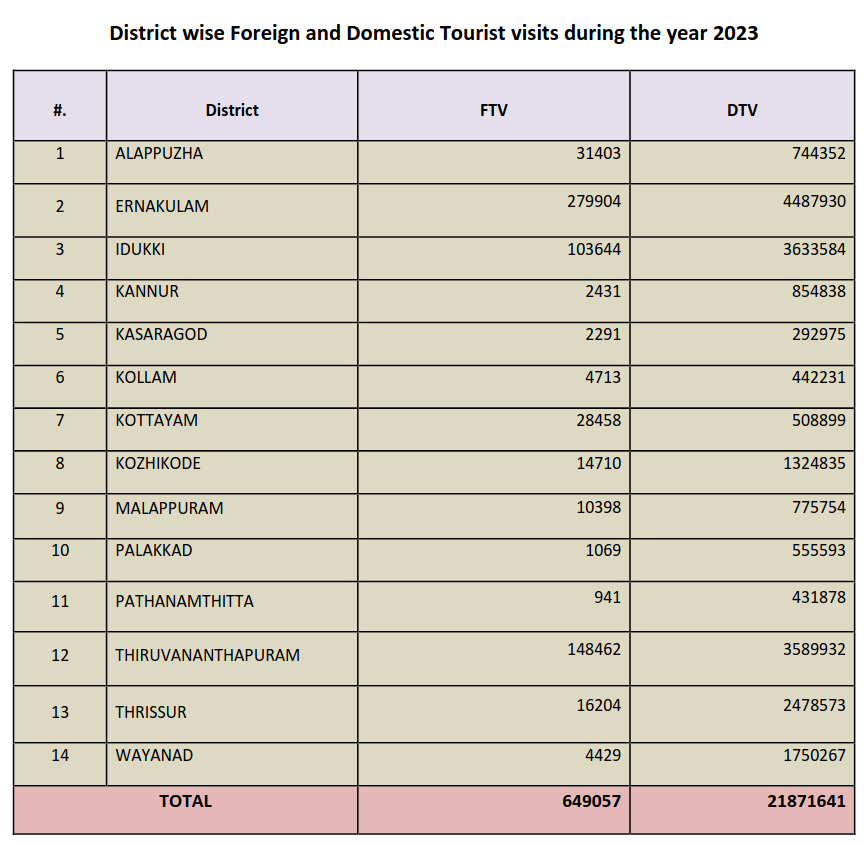 District wise Foreign and Domestic Tourist visits during the year 2023
#. District FTV DTV
1 ALAPPUZHA 31403 744352
2 ERNAKULAM 279904 4487930
3 IDUKKI 103644 3633584
4 KANNUR 2431 854838
5 KASARAGOD 2291 292975
6 KOLLAM 4713 442231
7 KOTTAYAM 28458 508899
8 KOZHIKODE 14710 1324835
9 MALAPPURAM 10398 775754
10 PALAKKAD 1069 555593
11 PATHANAMTHITTA 941 431878
12 THIRUVANANTHAPURAM 148462 3589932
13 THRISSUR 16204 2478573
14 WAYANAD 4429 1750267
TOTAL 649057 21871641